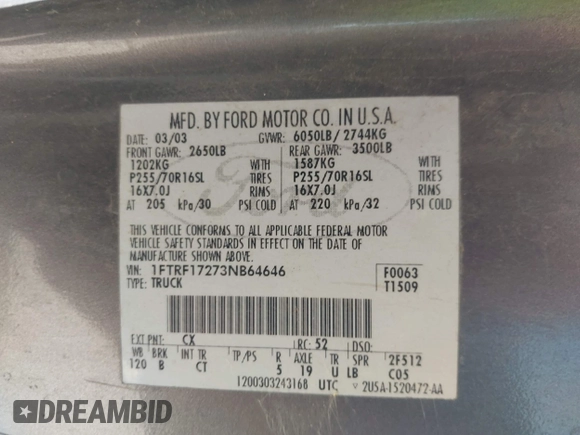 MFD. BY FORD MOTOR CO. IN U.S.A.
DATE: 03/03 GVWR: 6050LB/ 2744KG
FRONT GAWR: 2650LB REAR GAWR: 3500LB
1202KG WITH 1587KG WITH
P255/70R16SL TIRES P255/70R16SL TIRES
16X7.0J RIMS 16X7.0J RIMS
AT 205 kPa/30 PSI COLD AT 220 kPa/32 PSI COLD
Ford
THIS VEHICLE CONFORMS TO ALL APPLICABLE FEDERAL MOTOR
VEHICLE SAFETY STANDARDS IN EFFECT ON THE DATE OF
MANUFACTURE SHOWN ABOVE.
VIN: 1FTRF17273NB64646 F0063
TYPE: TRUCK T1509
EXT PNT: CX RC: 52 DSO:
WB BRK INT TR TP/PS R AXLE TR SPR 2F512
120 B CT 5 19 U LB C05
1200303243168 UTC ▽ 2U5A-1520472-AA
DREAMBID
DREAMBID.COM